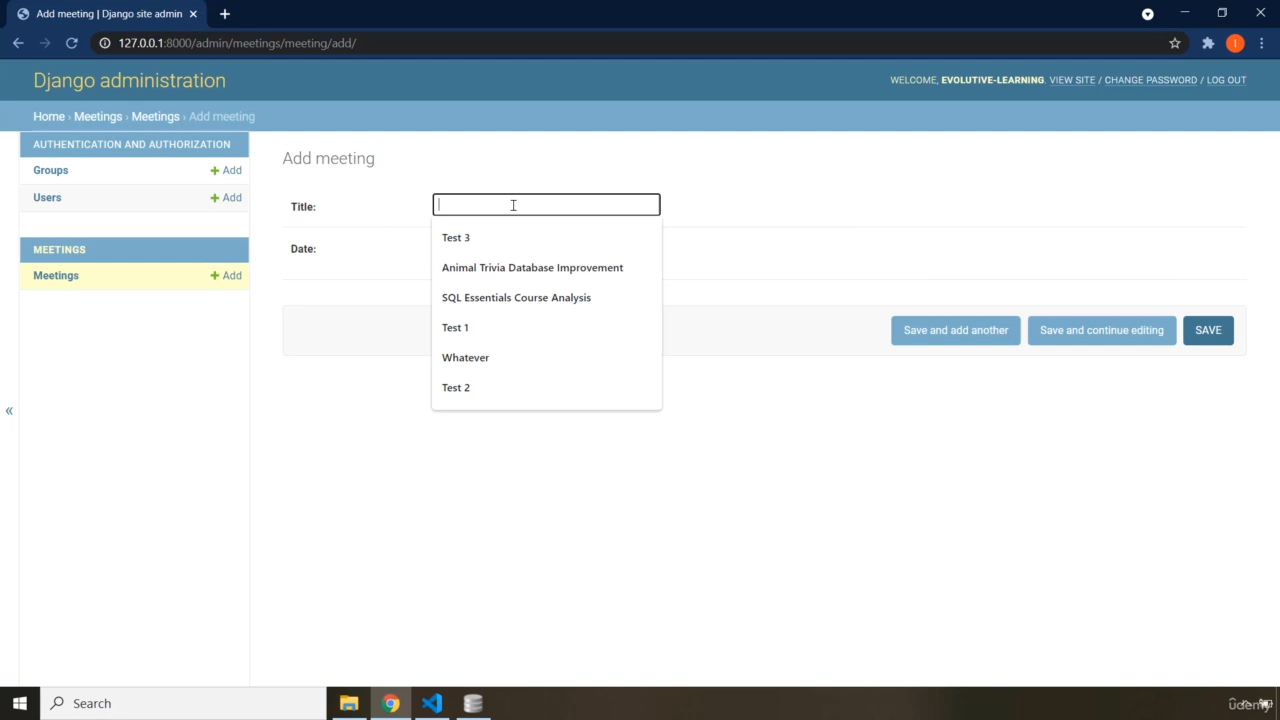 Add meeting | Django site admin
127.0.0.1:8000/admin/meetings/meeting/add/
I
Django administration
WELCOME, EVOLUTIVE-LEARNING. VIEW SITE / CHANGE PASSWORD / LOG OUT
Home › Meetings › Meetings › Add meeting
AUTHENTICATION AND AUTHORIZATION
Groups + Add
Users + Add
MEETINGS
Meetings + Add
«
Add meeting
Title:
Test 3
Animal Trivia Database Improvement
SQL Essentials Course Analysis
Test 1
Whatever
Test 2
Date:
Save and add another Save and continue editing SAVE
Search
udemy